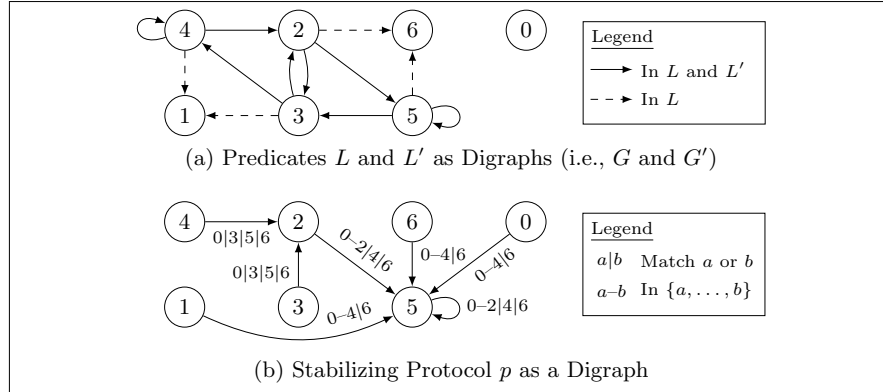 4 2 6 0
Legend
In L and L′
In L
1 3 5
(a) Predicates L and L′ as Digraphs (i.e., G and G′)
4 2 6 0
0|3|5|6
0–2|4|6
0–4|6
0–4|6
0|3|5|6
Legend
a|b Match a or b
a–b In {a, . . . , b}
1 3 5
0–4|6
0–2|4|6
(b) Stabilizing Protocol p as a Digraph